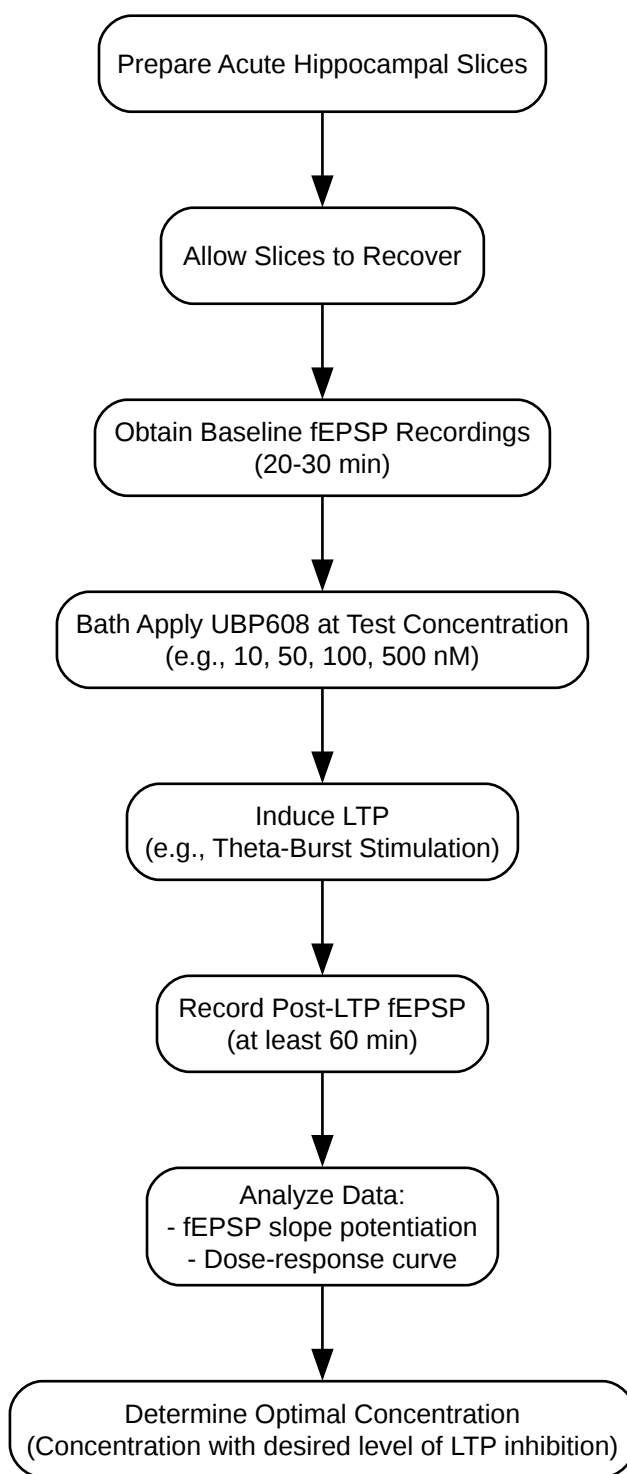 Prepare Acute Hippocampal Slices
Allow Slices to Recover
Obtain Baseline fEPSP Recordings
(20-30 min)
Bath Apply UBP608 at Test Concentration
(e.g., 10, 50, 100, 500 nM)
Induce LTP
(e.g., Theta-Burst Stimulation)
Record Post-LTP fEPSP
(at least 60 min)
Analyze Data:
- fEPSP slope potentiation
- Dose-response curve
Determine Optimal Concentration
(Concentration with desired level of LTP inhibition)